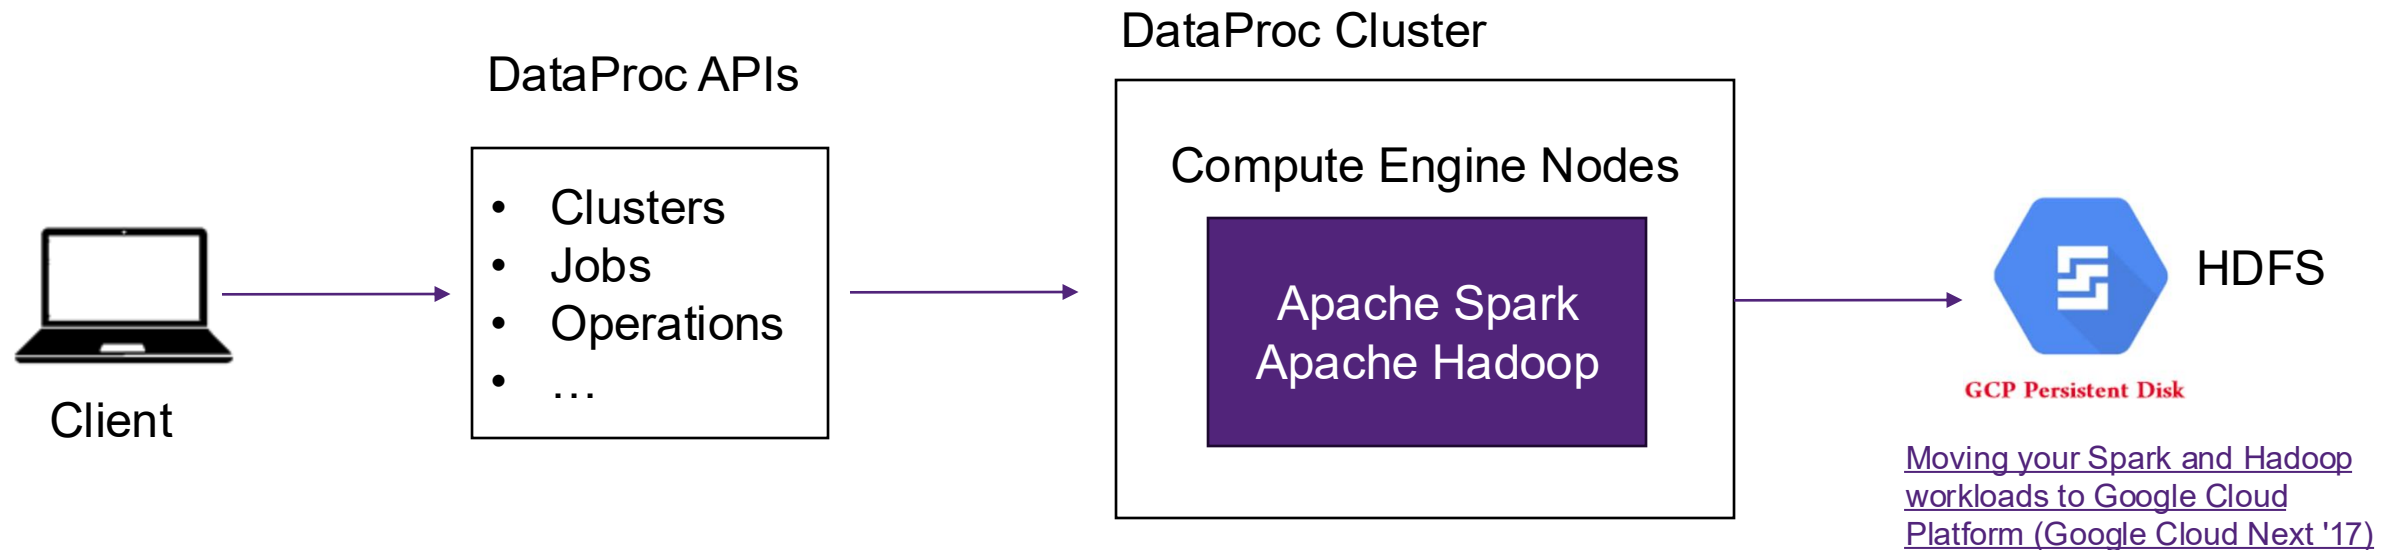 DataProc Cluster
DataProc APIs
Compute Engine Nodes
• Clusters
• Jobs
• Operations
• ...
Apache Spark
Apache Hadoop
HDFS
GCP Persistent Disk
Client
Moving your Spark and Hadoop
workloads to Google Cloud
Platform (Google Cloud Next '17)